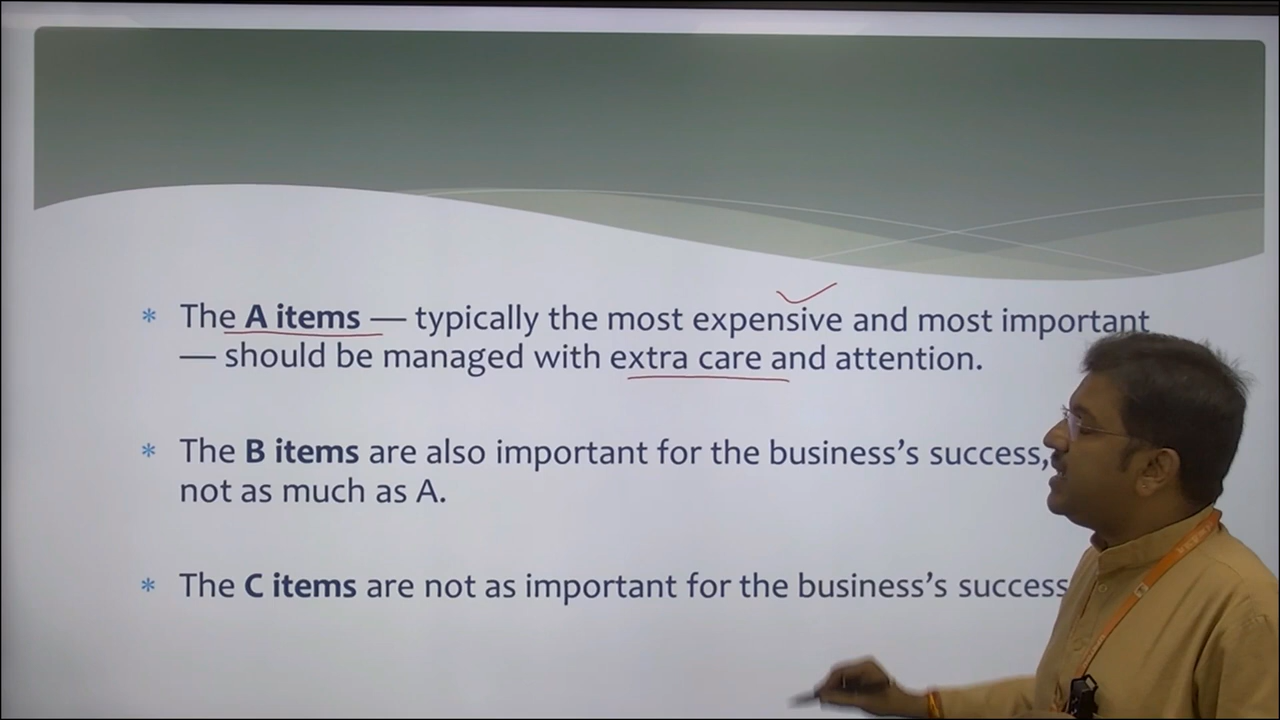 * The A items — typically the most expensive and most important
— should be managed with extra care and attention.
* The B items are also important for the business's success,
not as much as A.
* The C items are not as important for the business's success